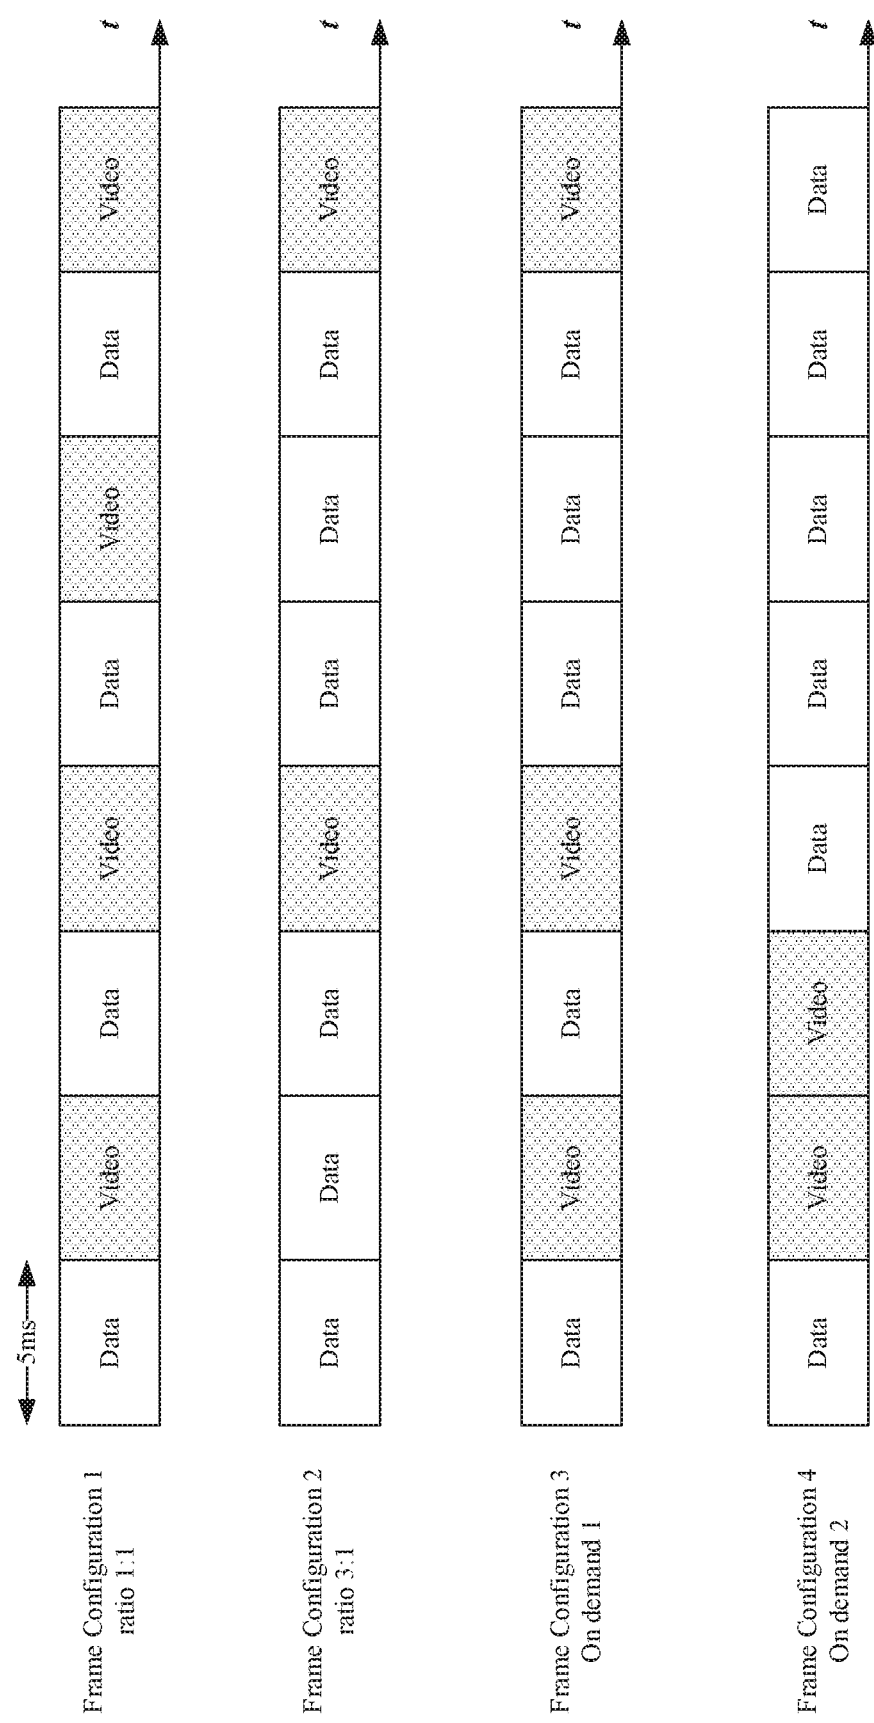 5ms
Frame Configuration 1
ratio 1:1
Data
Video
Data
Video
Data
Video
Data
Video
t
Frame Configuration 2
ratio 3:1
Data
Data
Data
Video
Data
Data
Data
Video
t
Frame Configuration 3
On demand 1
Data
Video
Data
Video
Data
Data
Data
Video
t
Frame Configuration 4
On demand 2
Data
Video
Video
Data
Data
Data
Data
Data
t